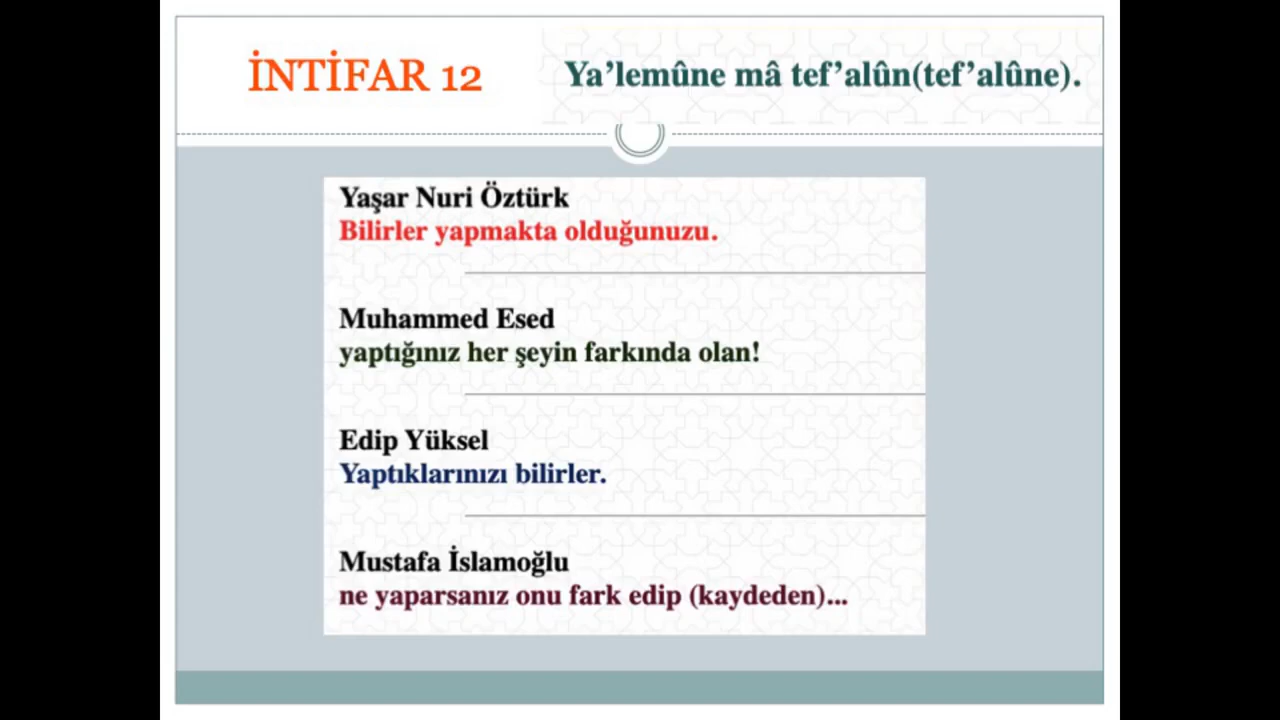 İNTİFAR 12
Ya’lemûne mâ tef’alûn(tef’alûne).
Yaşar Nuri Öztürk
Bilirler yapmakta olduğunuzu.
Muhammed Esed
yaptığınız her şeyin farkında olan!
Edip Yüksel
Yaptıklarınızı bilirler.
Mustafa İslamoğlu
ne yaparsanız onu fark edip (kaydeden)...